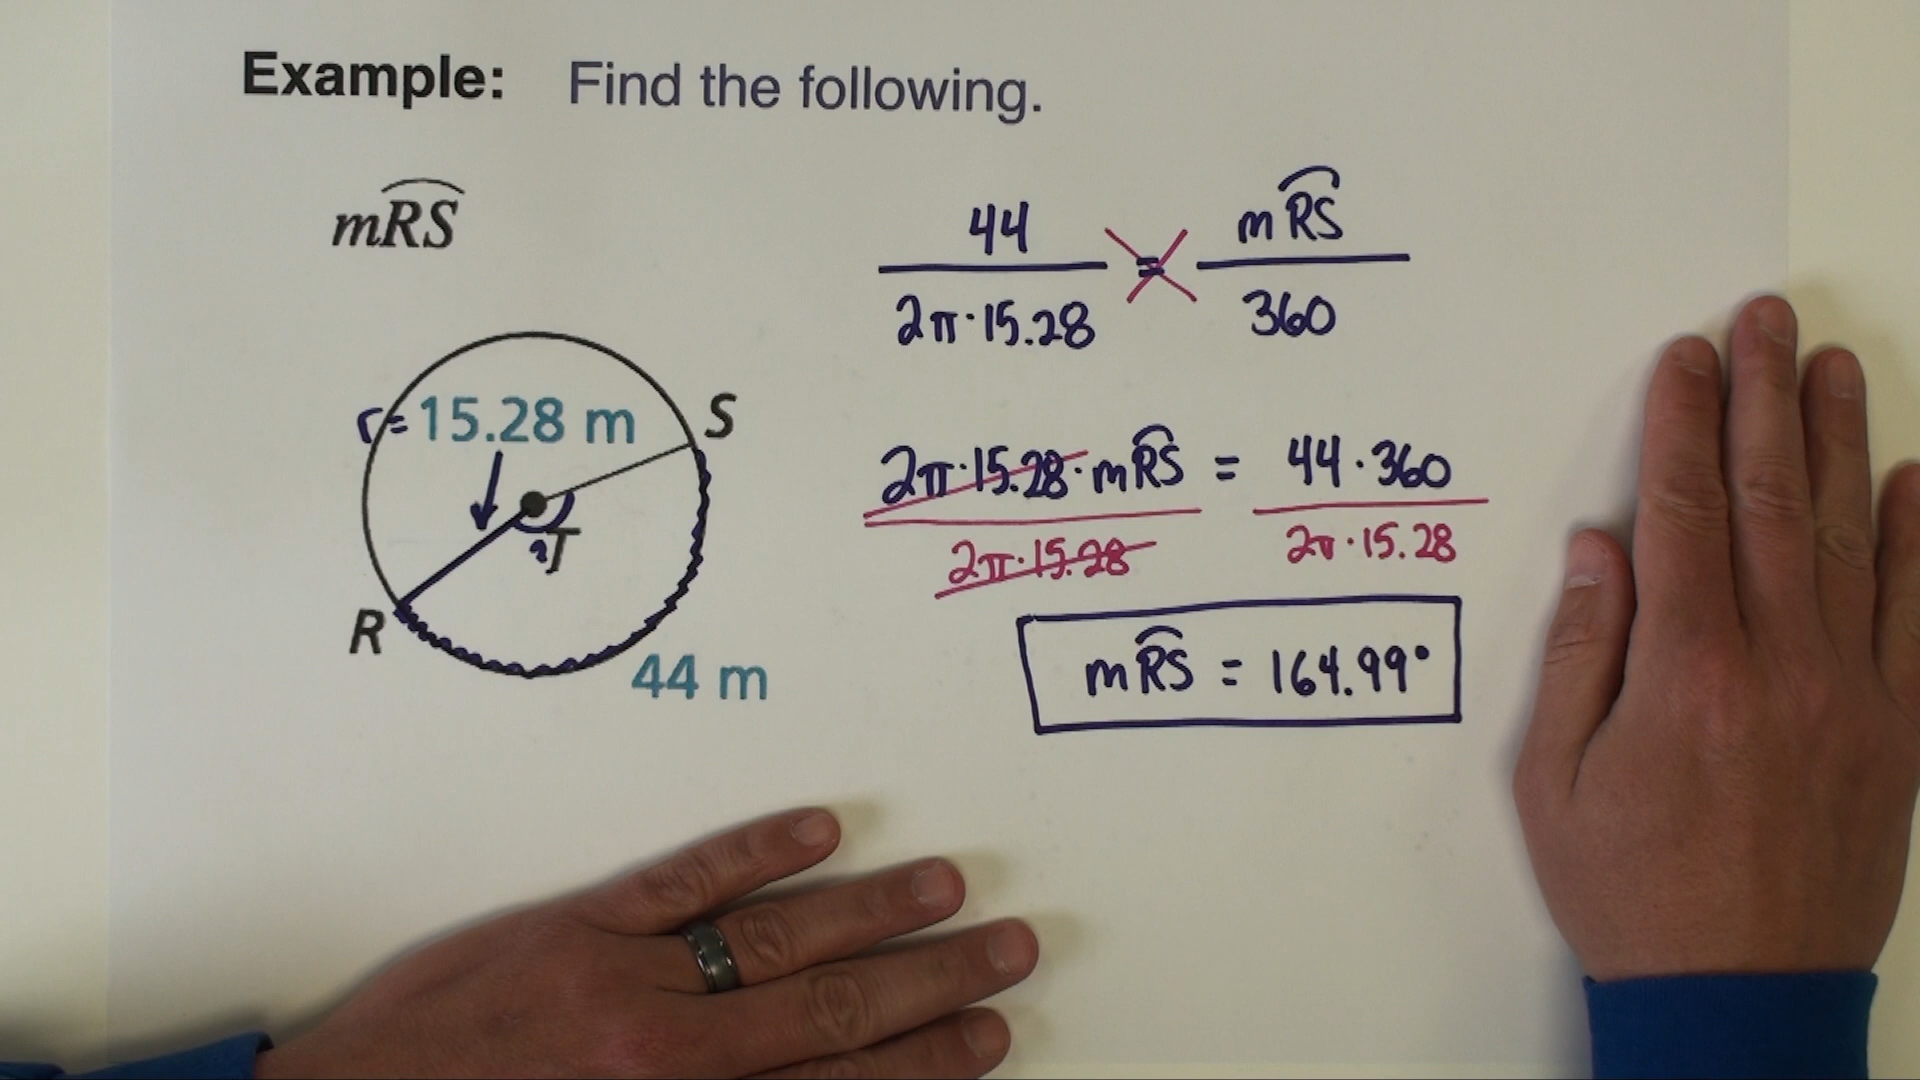 Example: Find the following.
mRS
r= 15.28 m
S
T
R
44 m
44 = mRS
2π·15.28 360
2π·15.28·mRS = 44·360
2π·15.28 2π·15.28
mRS = 164.99°